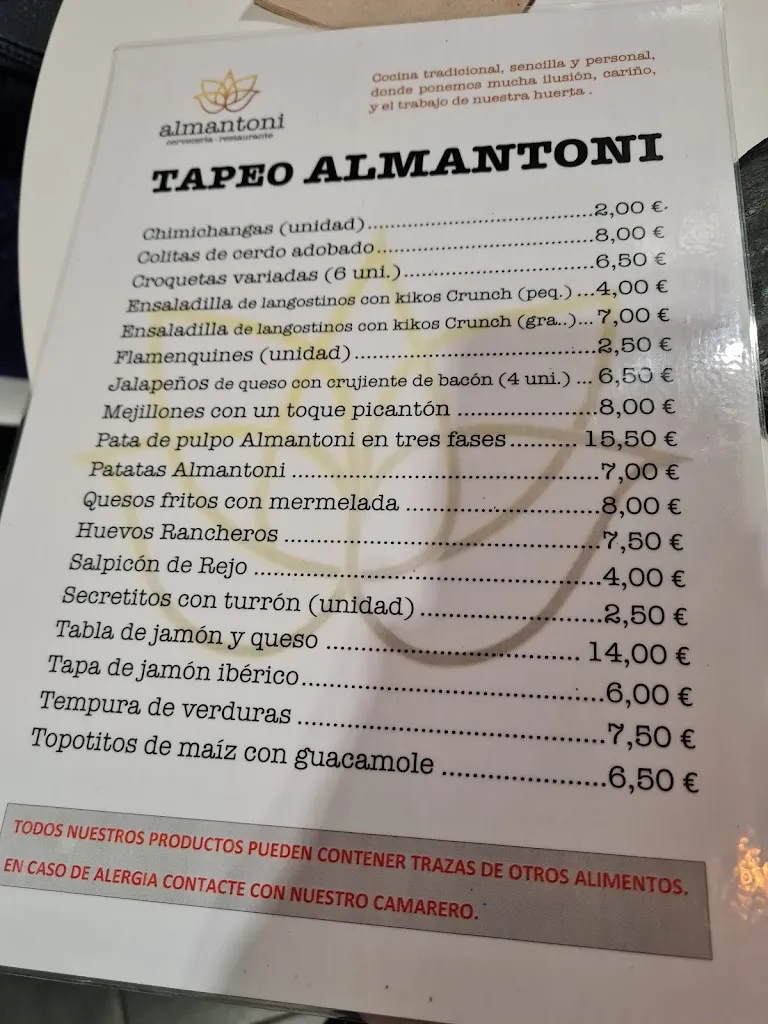 almantoni
cervecería - restaurante
Cocina tradicional, sencilla y personal,
donde ponemos mucha ilusión, cariño,
y el trabajo de nuestra huerta .
TAPEO ALMANTONI
Chimichangas (unidad)..............................2,00 €
Colitas de cerdo adobado..............................8,00 €
Croquetas variadas (6 uni.)..............................6,50 €
Ensaladilla de langostinos con kikos Crunch (peq.) ...4,00 €
Ensaladilla de langostinos con kikos Crunch (gra..)...7,00 €
Flamenquines (unidad)..............................2,50 €
Jalapeños de queso con crujiente de bacón (4 uni.) ... 6,50 €
Mejillones con un toque picantón ....................8,00 €
Pata de pulpo Almantoni en tres fases.......... 15,50 €
Patatas Almantoni ..............................7,00 €
Quesos fritos con mermelada ............................8,00 €
Huevos Rancheros ..............................7,50 €
Salpicón de Rejo ..............................4,00 €
Secretitos con turrón (unidad) ..........................2,50 €
Tabla de jamón y queso .............................. 14,00 €
Tapa de jamón ibérico..............................6,00 €
Tempura de verduras ..............................7,50 €
Topotitos de maíz con guacamole ......................6,50 €
TODOS NUESTROS PRODUCTOS PUEDEN CONTENER TRAZAS DE OTROS ALIMENTOS.
EN CASO DE ALERGIA CONTACTE CON NUESTRO CAMARERO.